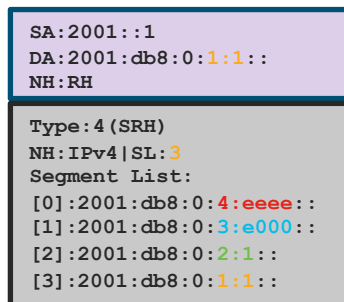 SA:2001::1
DA:2001:db8:0:1:1::
NH:RH
Type:4(SRH)
NH:IPv4|SL:3
Segment List:
[0]:2001:db8:0:4:eeee::
[1]:2001:db8:0:3:e000::
[2]:2001:db8:0:2:1::
[3]:2001:db8:0:1:1::